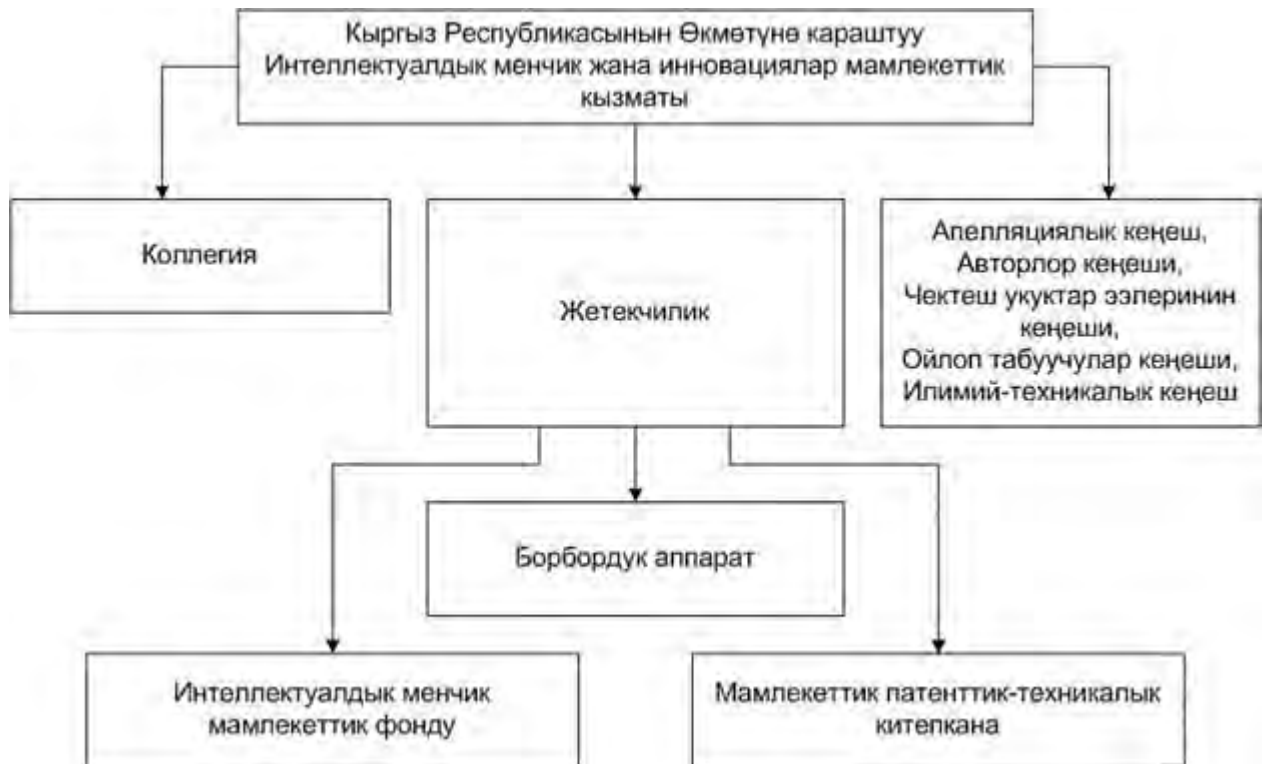 Кыргыз Республикасынын Өкмөтүнө караштуу
Интеллектуалдык менчик жана инновациялар мамлекеттик
кызматы
Коллегия
Жетекчилик
Апелляциялык кеңеш,
Авторлор кеңеши,
Чектеш укуктар ээлеринин
кеңеши,
Ойлоп табуучулар кеңеши,
Илимий-техникалык кеңеш
Борбордук аппарат
Интеллектуалдык менчик
мамлекеттик фонду
Мамлекеттик патенттик-техникалык
китепкана